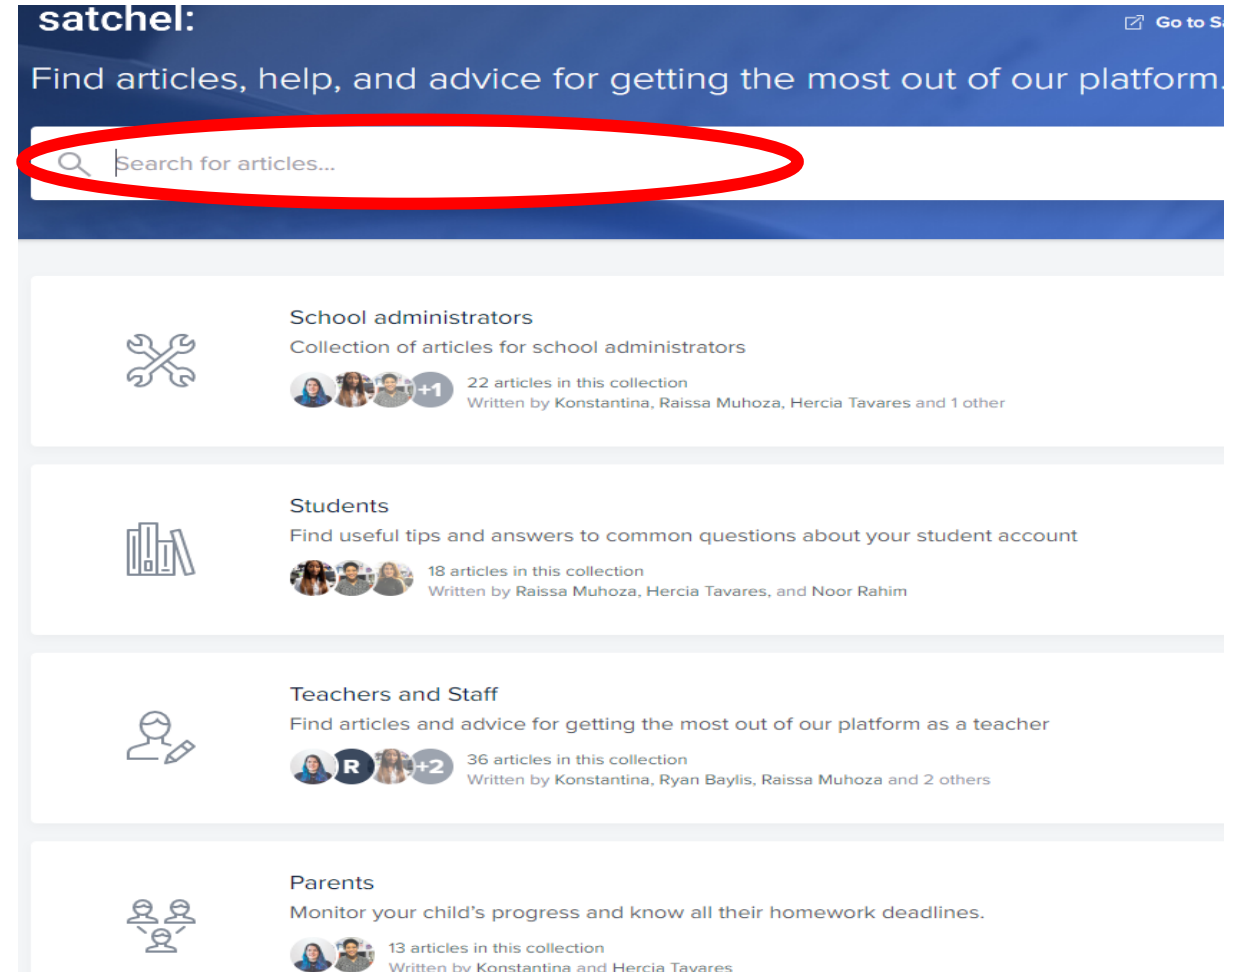 satchel:
Go to S
Find articles, help, and advice for getting the most out of our platform.
Search for articles...
School administrators
Collection of articles for school administrators
+1
22 articles in this collection
Written by Konstantina, Raissa Muhoza, Hercia Tavares and 1 other
Students
Find useful tips and answers to common questions about your student account
18 articles in this collection
Written by Raissa Muhoza, Hercia Tavares, and Noor Rahim
Teachers and Staff
Find articles and advice for getting the most out of our platform as a teacher
R +2
36 articles in this collection
Written by Konstantina, Ryan Baylis, Raissa Muhoza and 2 others
Parents
Monitor your child's progress and know all their homework deadlines.
13 articles in this collection
Written by Konstantina and Hercia Tavares